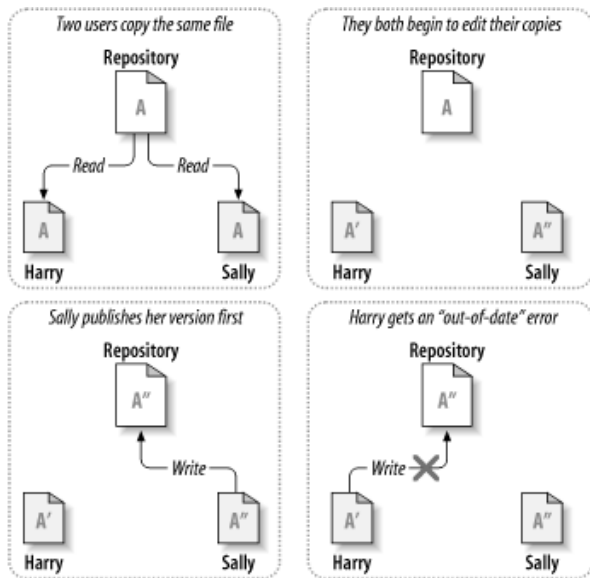 Two users copy the same file
Repository
A
Read Read
A A
Harry Sally
They both begin to edit their copies
Repository
A
A' A"
Harry Sally
Sally publishes her version first
Repository
A"
Write
A' A"
Harry Sally
Harry gets an “out-of-date” error
Repository
A"
Write
A' A"
Harry Sally